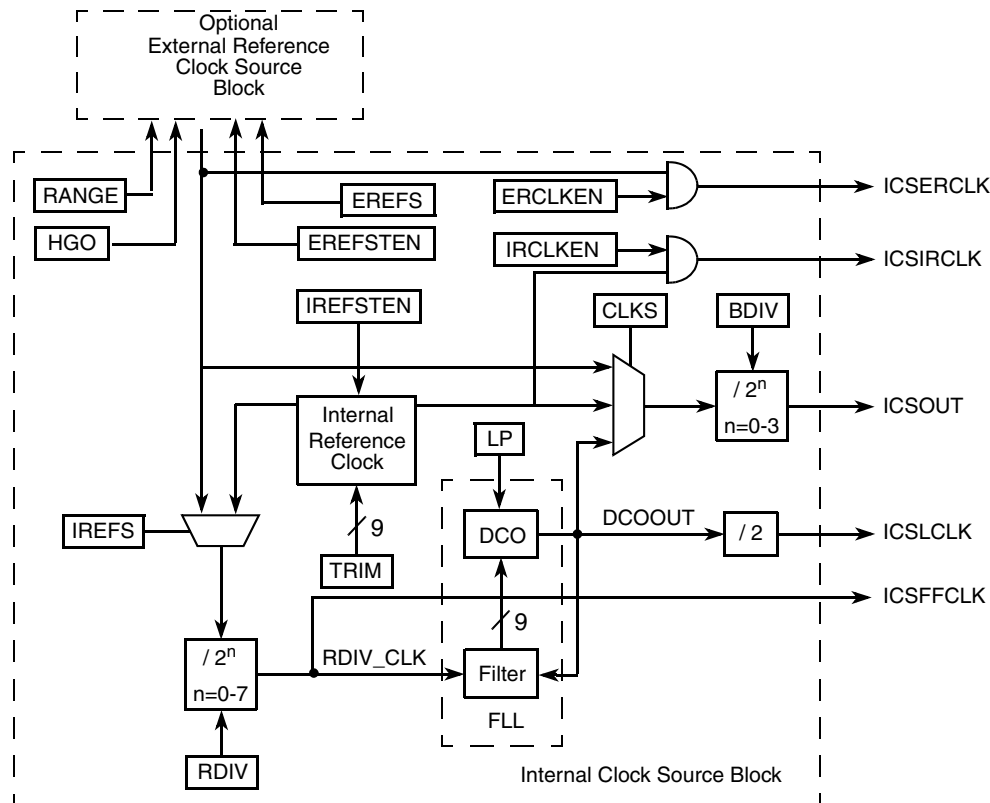 Optional
External Reference
Clock Source
Block
RANGE
HGO
EREFS
EREFSTEN
ERCLKEN
ICSERCLK
IRCLKEN
ICSIRCLK
IREFSTEN
CLKS
BDIV
Internal
Reference
Clock
/ 2ⁿ
n=0-3
ICSOUT
LP
IREFS
9
TRIM
DCO
DCOOUT
/ 2
ICSLCLK
ICSFFCLK
9
/ 2ⁿ
n=0-7
RDIV_CLK
Filter
FLL
RDIV
Internal Clock Source Block